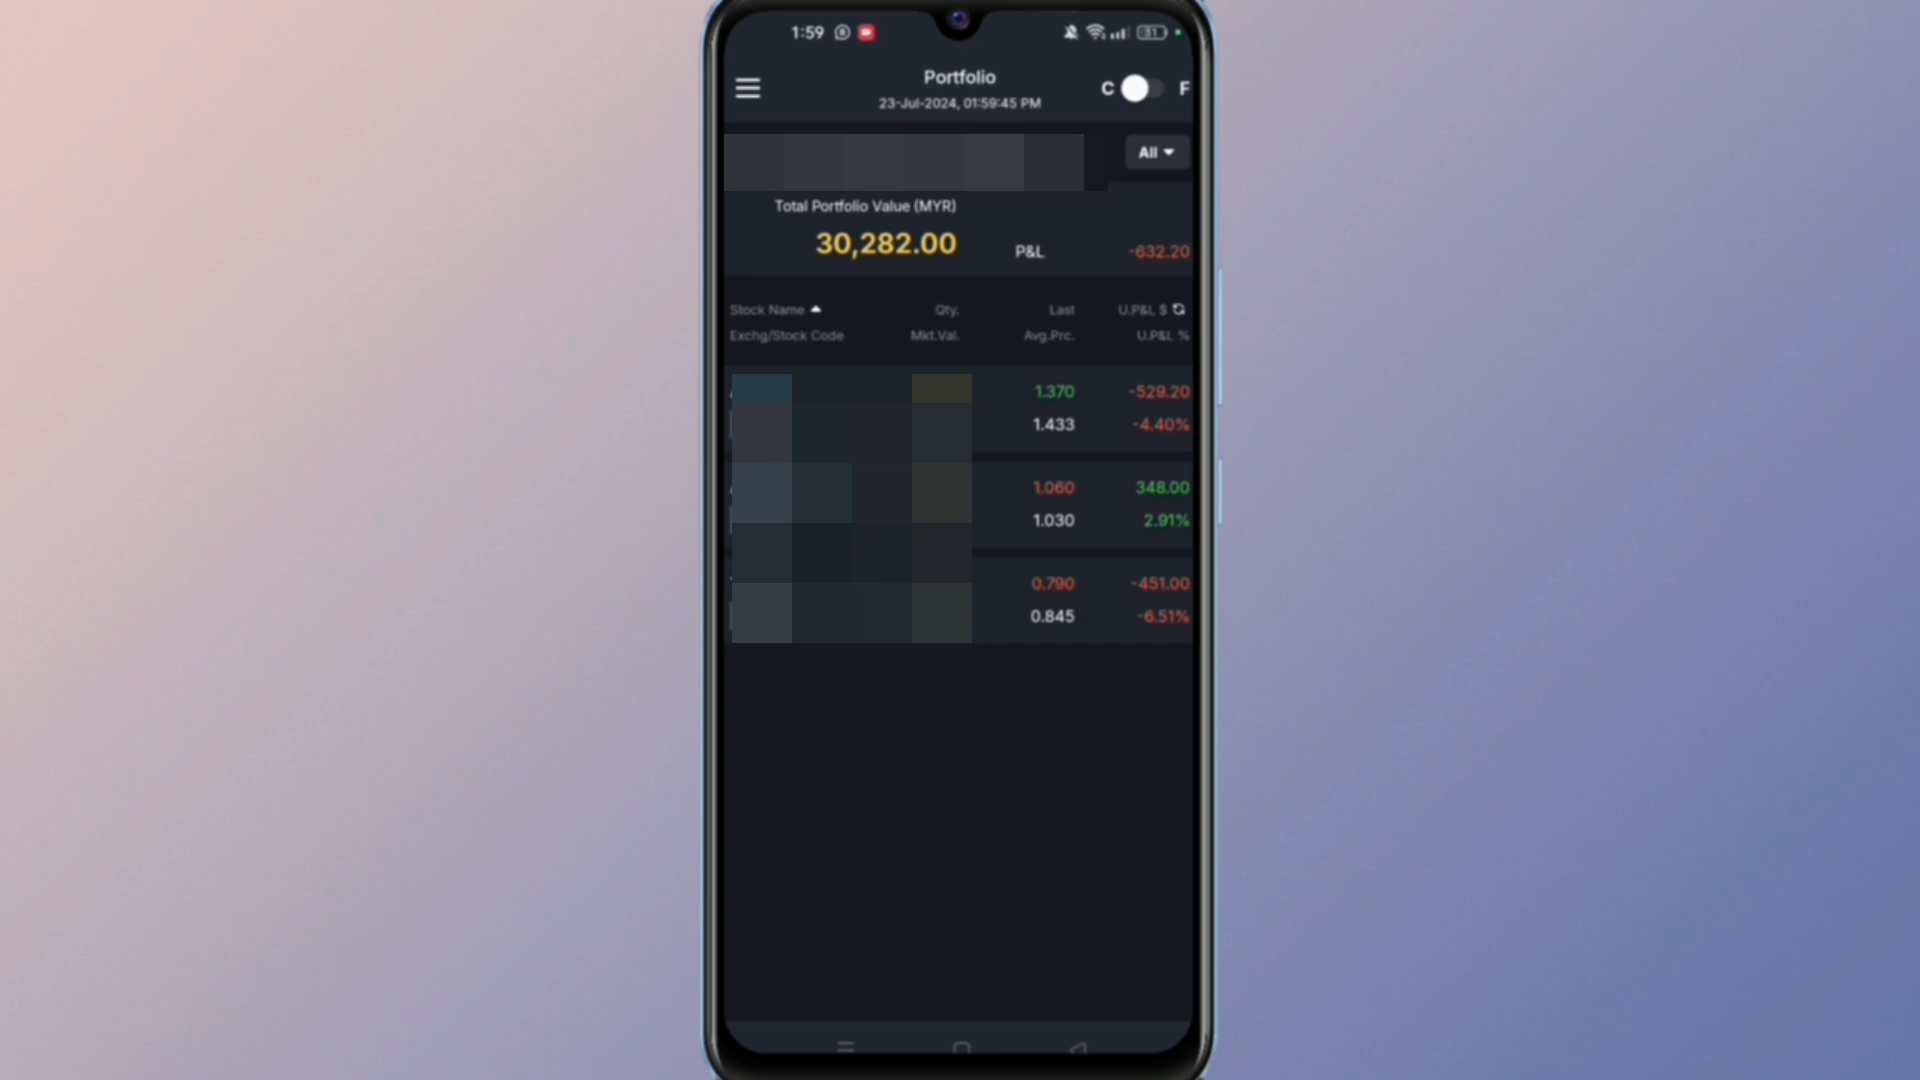 1:59 51
Portfolio
23-Jul-2024, 01:59:45 PM
C F
All
Total Portfolio Value (MYR)
30,282.00 P&L -632.20
Stock Name Qty. Last U.P&L $
Exchg/Stock Code Mkt.Val. Avg.Prc. U.P&L %
1.370 -529.20
1.433 -4.40%
1.060 348.00
1.030 2.91%
0.790 -451.00
0.845 -6.51%